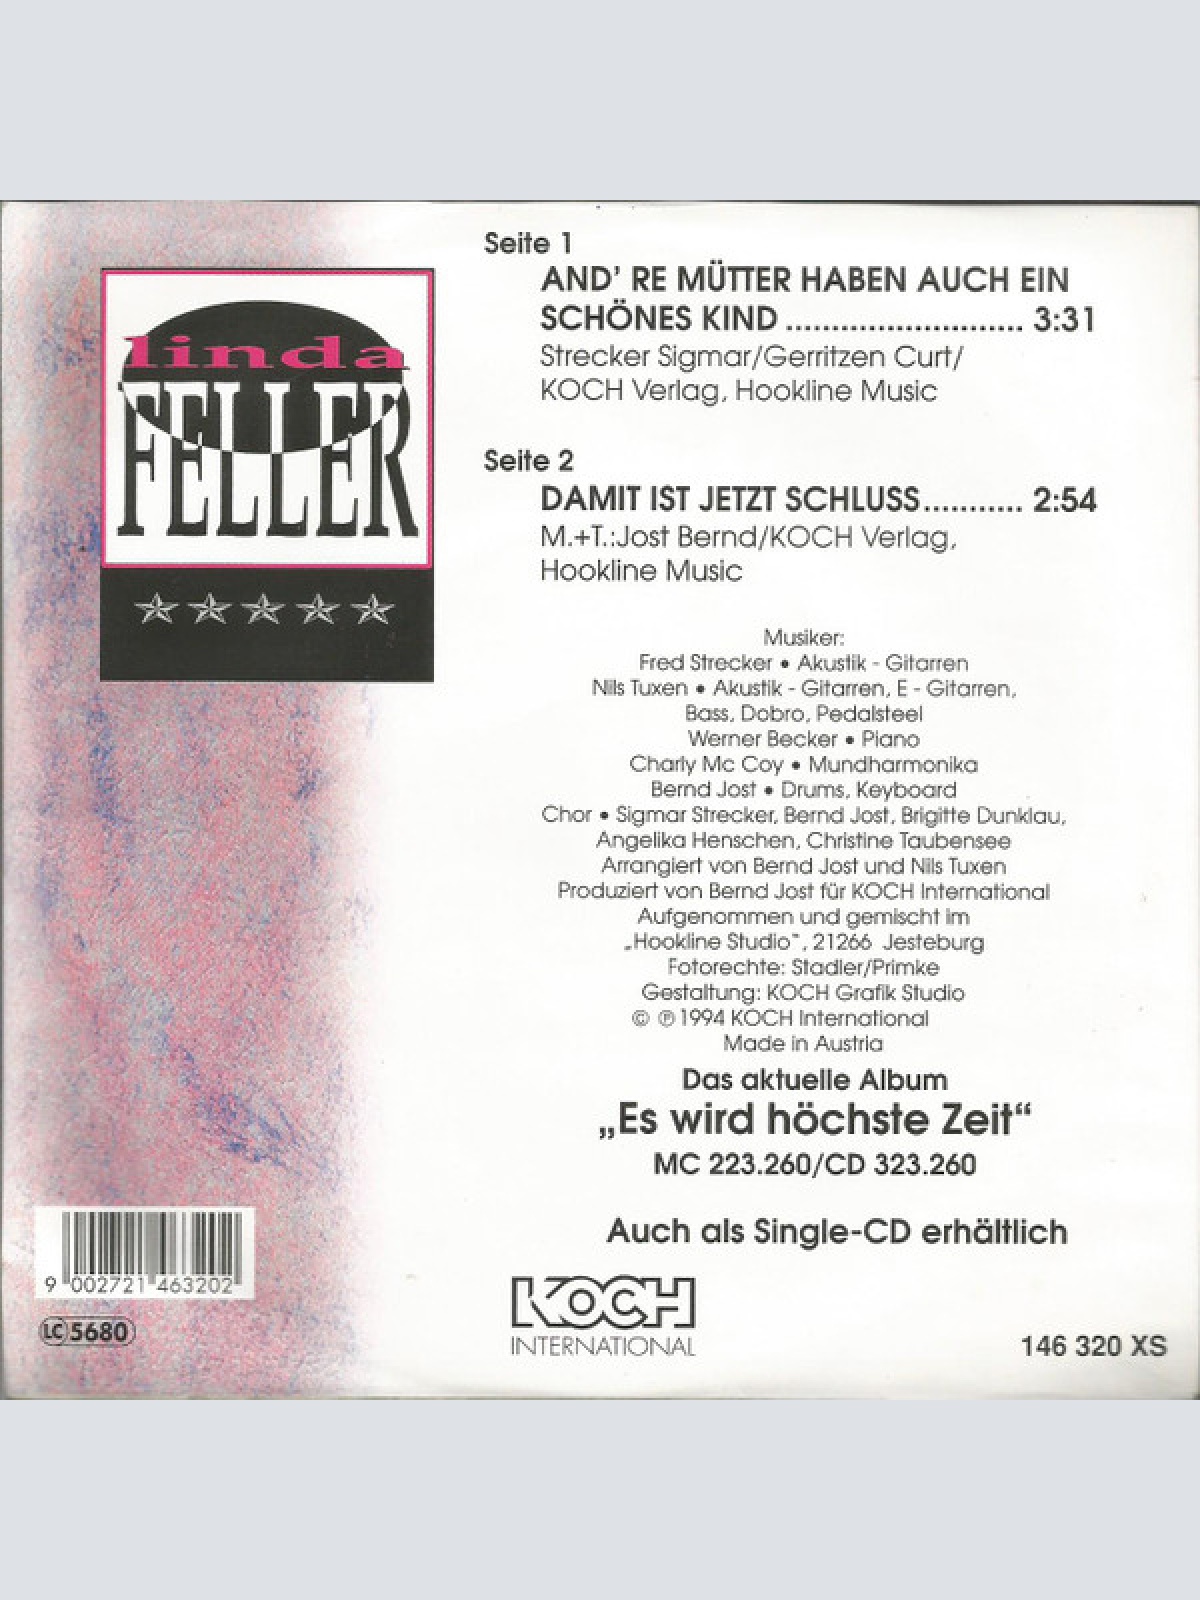 linda
FELLER
Seite 1
AND' RE MÜTTER HABEN AUCH EIN
SCHÖNES KIND .......................... 3:31
Strecker Sigmar/Gerritzen Curt/
KOCH Verlag, Hookline Music
Seite 2
DAMIT IST JETZT SCHLUSS........... 2:54
M.+T.:Jost Bernd/KOCH Verlag,
Hookline Music
Musiker:
Fred Strecker • Akustik - Gitarren
Nils Tuxen • Akustik - Gitarren, E - Gitarren,
Bass, Dobro, Pedalsteel
Werner Becker • Piano
Charly Mc Coy • Mundharmonika
Bernd Jost • Drums, Keyboard
Chor • Sigmar Strecker, Bernd Jost, Brigitte Dunklau,
Angelika Henschen, Christine Taubensee
Arrangiert von Bernd Jost und Nils Tuxen
Produziert von Bernd Jost für KOCH International
Aufgenommen und gemischt im
„Hookline Studio", 21266 Jesteburg
Fotorechte: Stadler/Primke
Gestaltung: KOCH Grafik Studio
© ℗ 1994 KOCH International
Made in Austria
Das aktuelle Album
„Es wird höchste Zeit“
MC 223.260/CD 323.260
Auch als Single-CD erhältlich
9 002721 463202
LC 5680
KOCH
INTERNATIONAL
146 320 XS